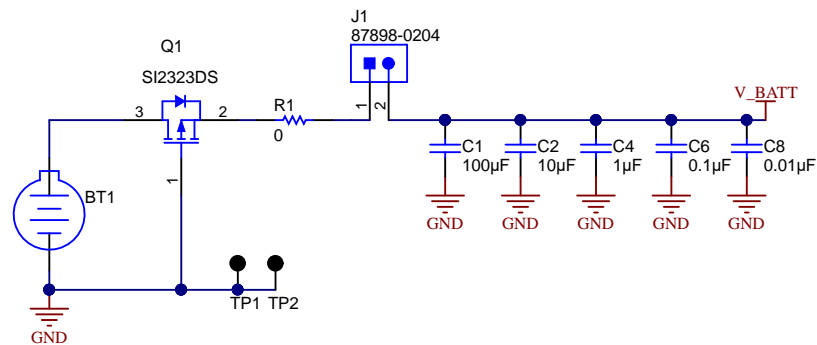 J1
87898-0204
Q1
SI2323DS
V_BATT
3
2
R1
0
1
2
1
BT1
C1
100µF
C2
10µF
C4
1µF
C6
0.1µF
C8
0.01µF
GND
GND
GND
GND
GND
TP1
TP2
GND